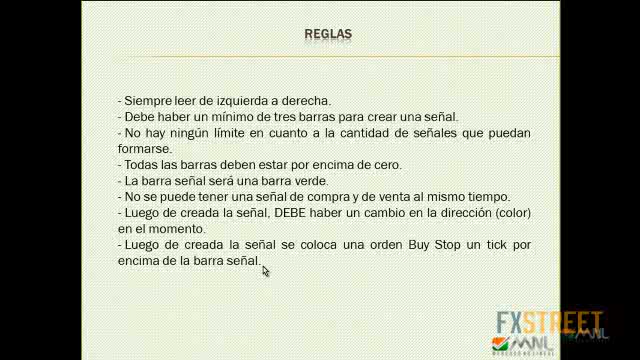 REGLAS
- Siempre leer de izquierda a derecha.
- Debe haber un mínimo de tres barras para crear una señal.
- No hay ningún límite en cuanto a la cantidad de señales que puedan
formarse.
- Todas las barras deben estar por encima de cero.
- La barra señal será una barra verde.
- No se puede tener una señal de compra y de venta al mismo tiempo.
- Luego de creada la señal, DEBE haber un cambio en la dirección (color)
en el momento.
- Luego de creada la señal se coloca una orden Buy Stop un tick por
encima de la barra señal.
FXSTREET
MNL
MNL